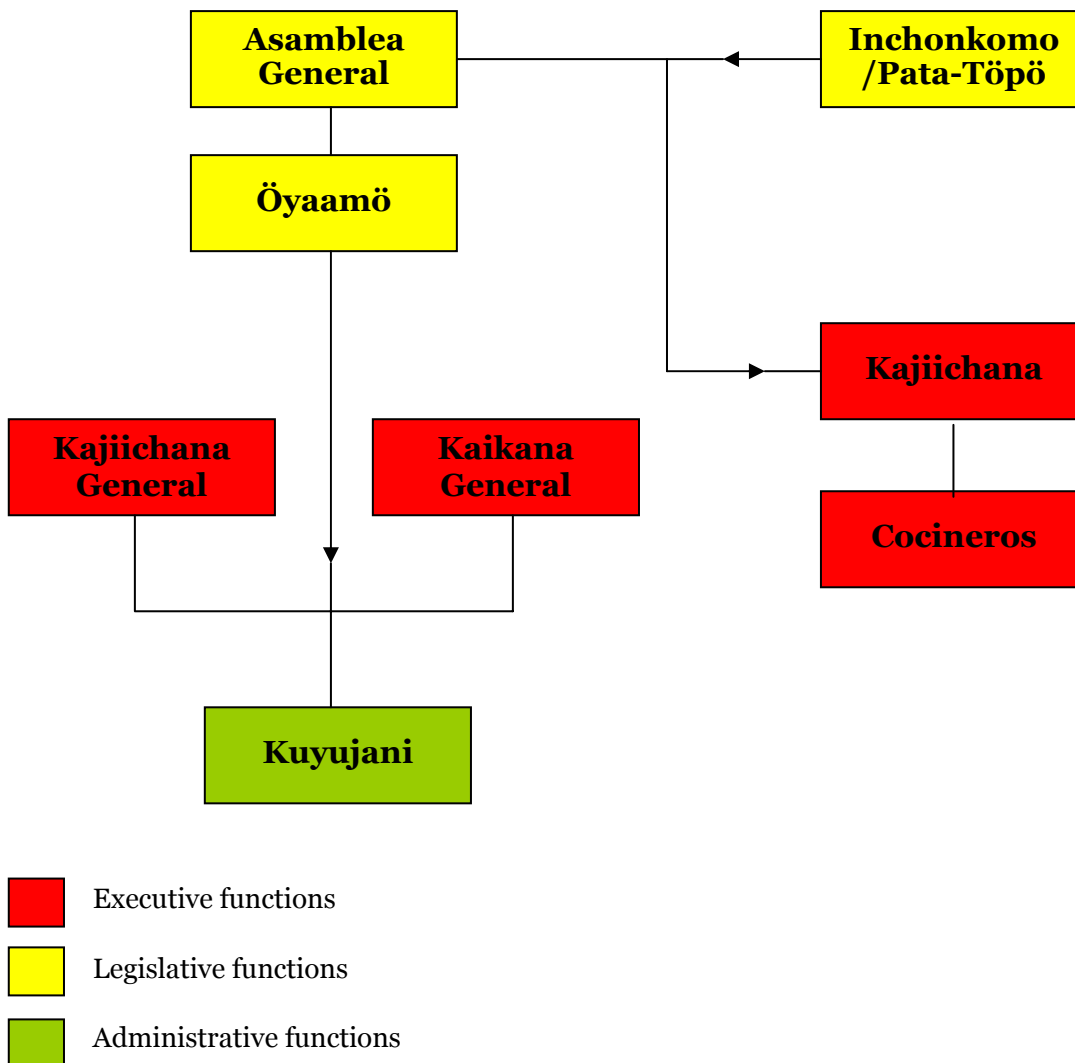 Asamblea
General
Inchonkomo
/Pata-Töpö
Öyaamö
Kajiichana
Kajiichana
General
Kaikana
General
Cocineros
Kuyujani
Executive functions
Legislative functions
Administrative functions